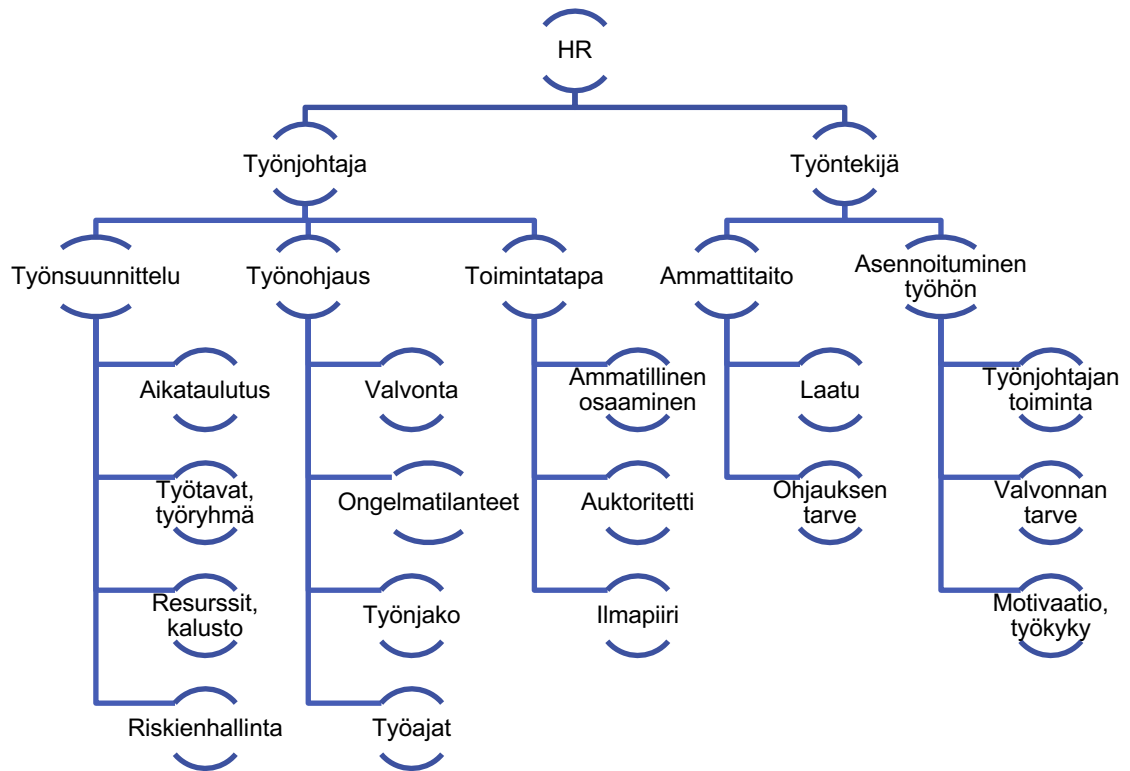 HR
Työnjohtaja
Työntekijä
Työnsuunnittelu
Työnohjaus
Toimintatapa
Ammattitaito
Asennoituminen
työhön
Aikataulutus
Valvonta
Ammatillinen
osaaminen
Laatu
Työnjohtajan
toiminta
Työtavat,
työryhmä
Ongelmatilanteet
Auktoritetti
Ohjauksen
tarve
Valvonnan
tarve
Resurssit,
kalusto
Työnjako
Ilmapiiri
Motivaatio,
työkyky
Riskienhallinta
Työajat